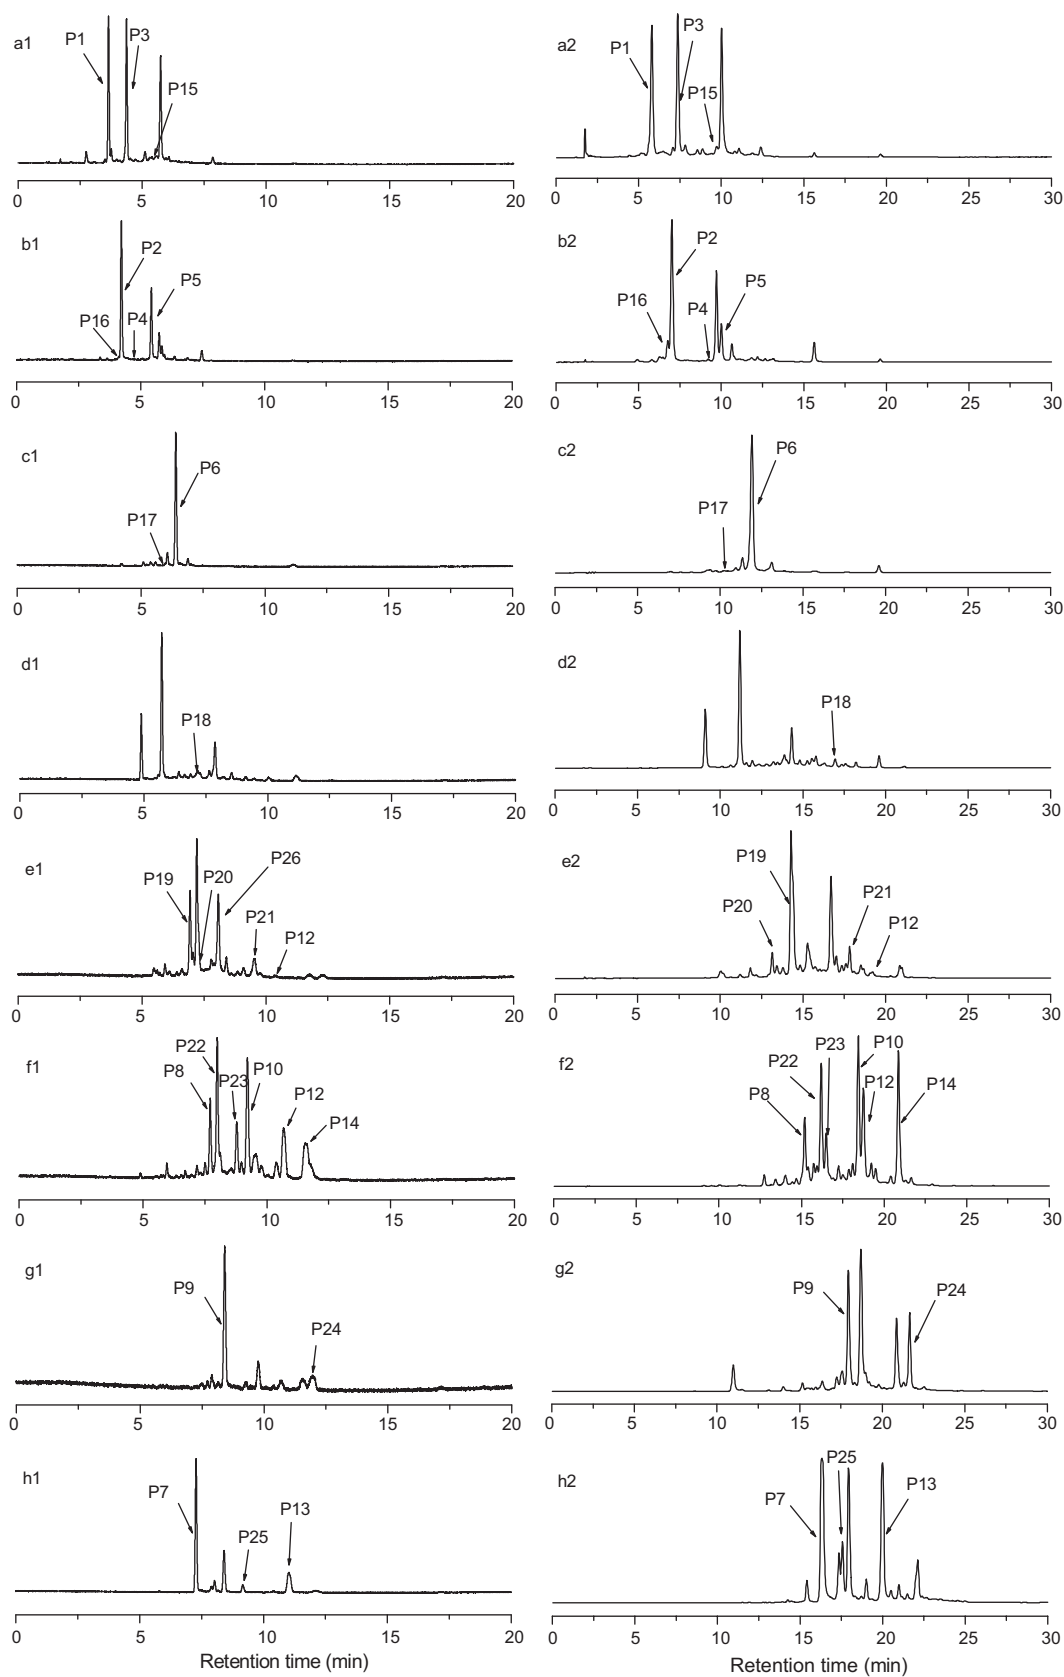 a1
P1
P3
P15
0 5 10 15 20
a2
P1
P3
P15
0 5 10 15 20 25 30
b1
P2
P5
P16
P4
0 5 10 15 20
b2
P2
P5
P16
P4
0 5 10 15 20 25 30
c1
P6
P17
0 5 10 15 20
c2
P6
P17
0 5 10 15 20 25 30
d1
P18
0 5 10 15 20
d2
P18
0 5 10 15 20 25 30
e1
P19
P20
P26
P21
P12
0 5 10 15 20
e2
P19
P20
P21
P12
0 5 10 15 20 25 30
f1
P22
P8
P23
P10
P12
P14
0 5 10 15 20
f2
P23
P10
P22
P8
P12
P14
0 5 10 15 20 25 30
g1
P9
P24
0 5 10 15 20
g2
P9
P24
0 5 10 15 20 25 30
h1
P7
P25
P13
0 5 10 15 20
Retention time (min)
h2
P25
P7
P13
0 5 10 15 20 25 30
Retention time (min)